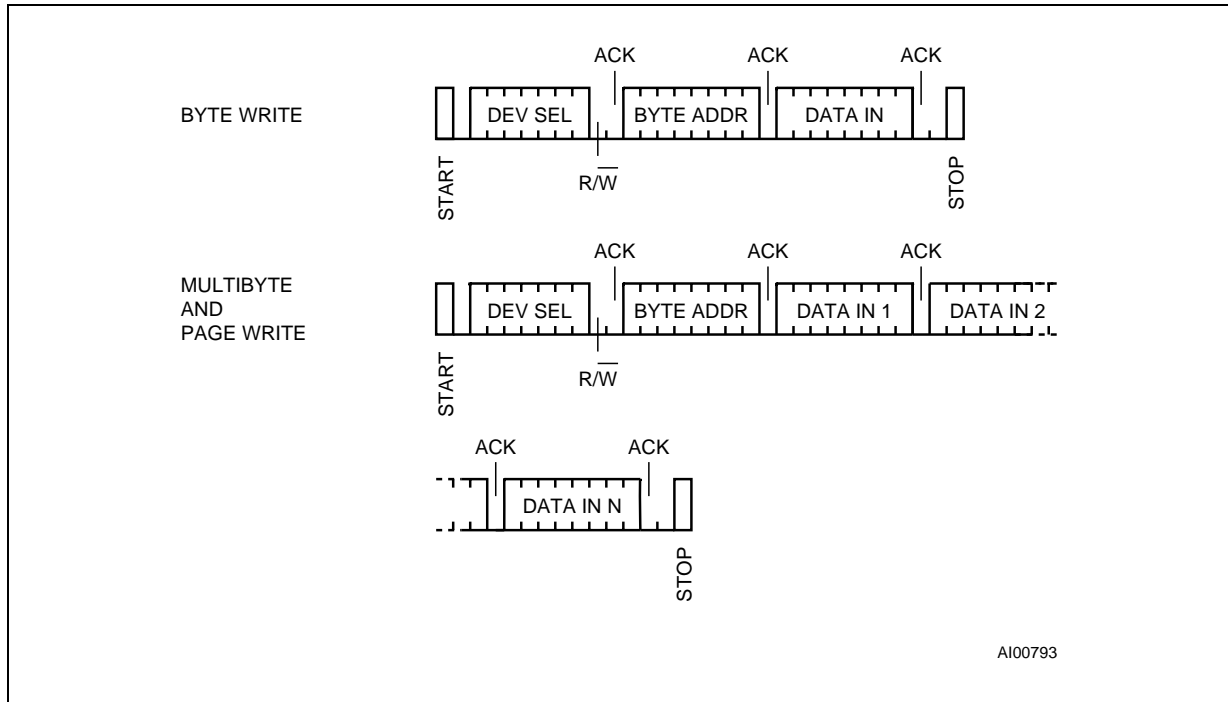 ACK ACK ACK
BYTE WRITE DEV SEL BYTE ADDR DATA IN
START R/W̅ STOP
ACK ACK ACK
MULTIBYTE
AND
PAGE WRITE
DEV SEL BYTE ADDR DATA IN 1 DATA IN 2
START R/W̅
ACK ACK
DATA IN N
STOP
AI00793